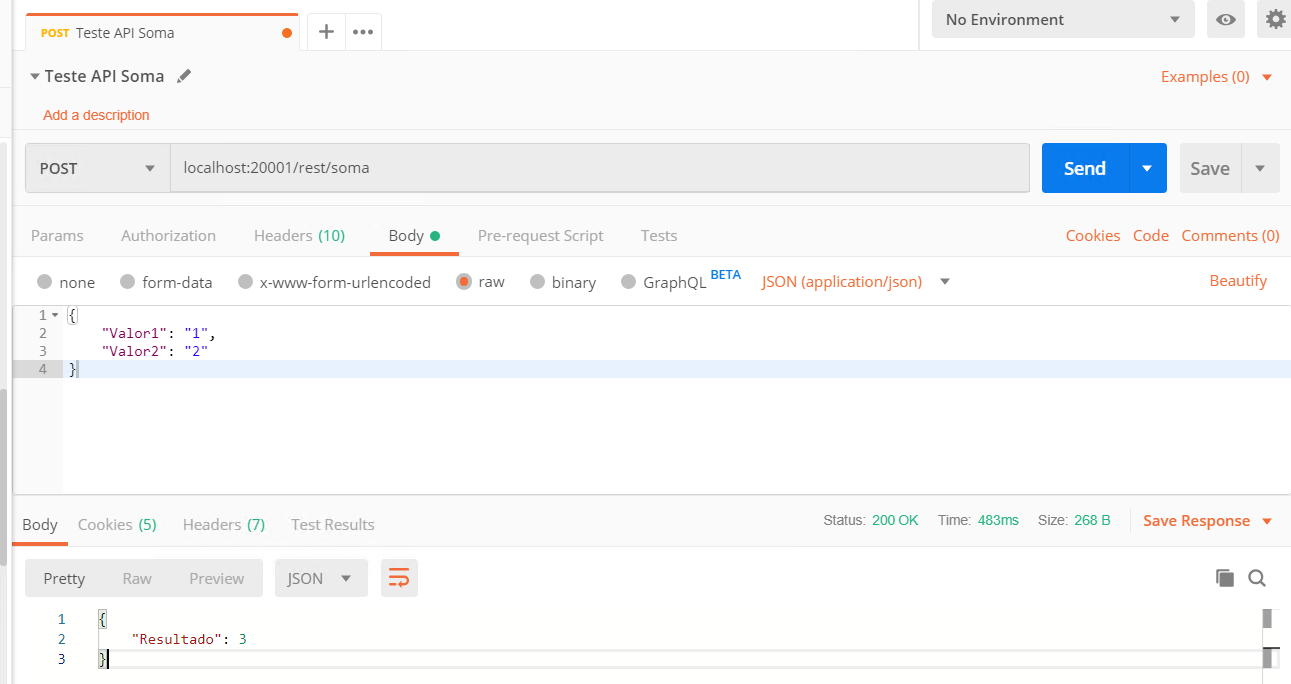 POST Teste API Soma
No Environment
Teste API Soma
Examples (0)
Add a description
POST localhost:20001/rest/soma Send Save
Params Authorization Headers (10) Body Pre-request Script Tests Cookies Code Comments (0)
none form-data x-www-form-urlencoded raw binary GraphQL BETA JSON (application/json) Beautify
1 {
2 "Valor1": "1",
3 "Valor2": "2"
4 }
Body Cookies (5) Headers (7) Test Results Status: 200 OK Time: 483ms Size: 268 B Save Response
Pretty Raw Preview JSON
1 {
2 "Resultado": 3
3 }